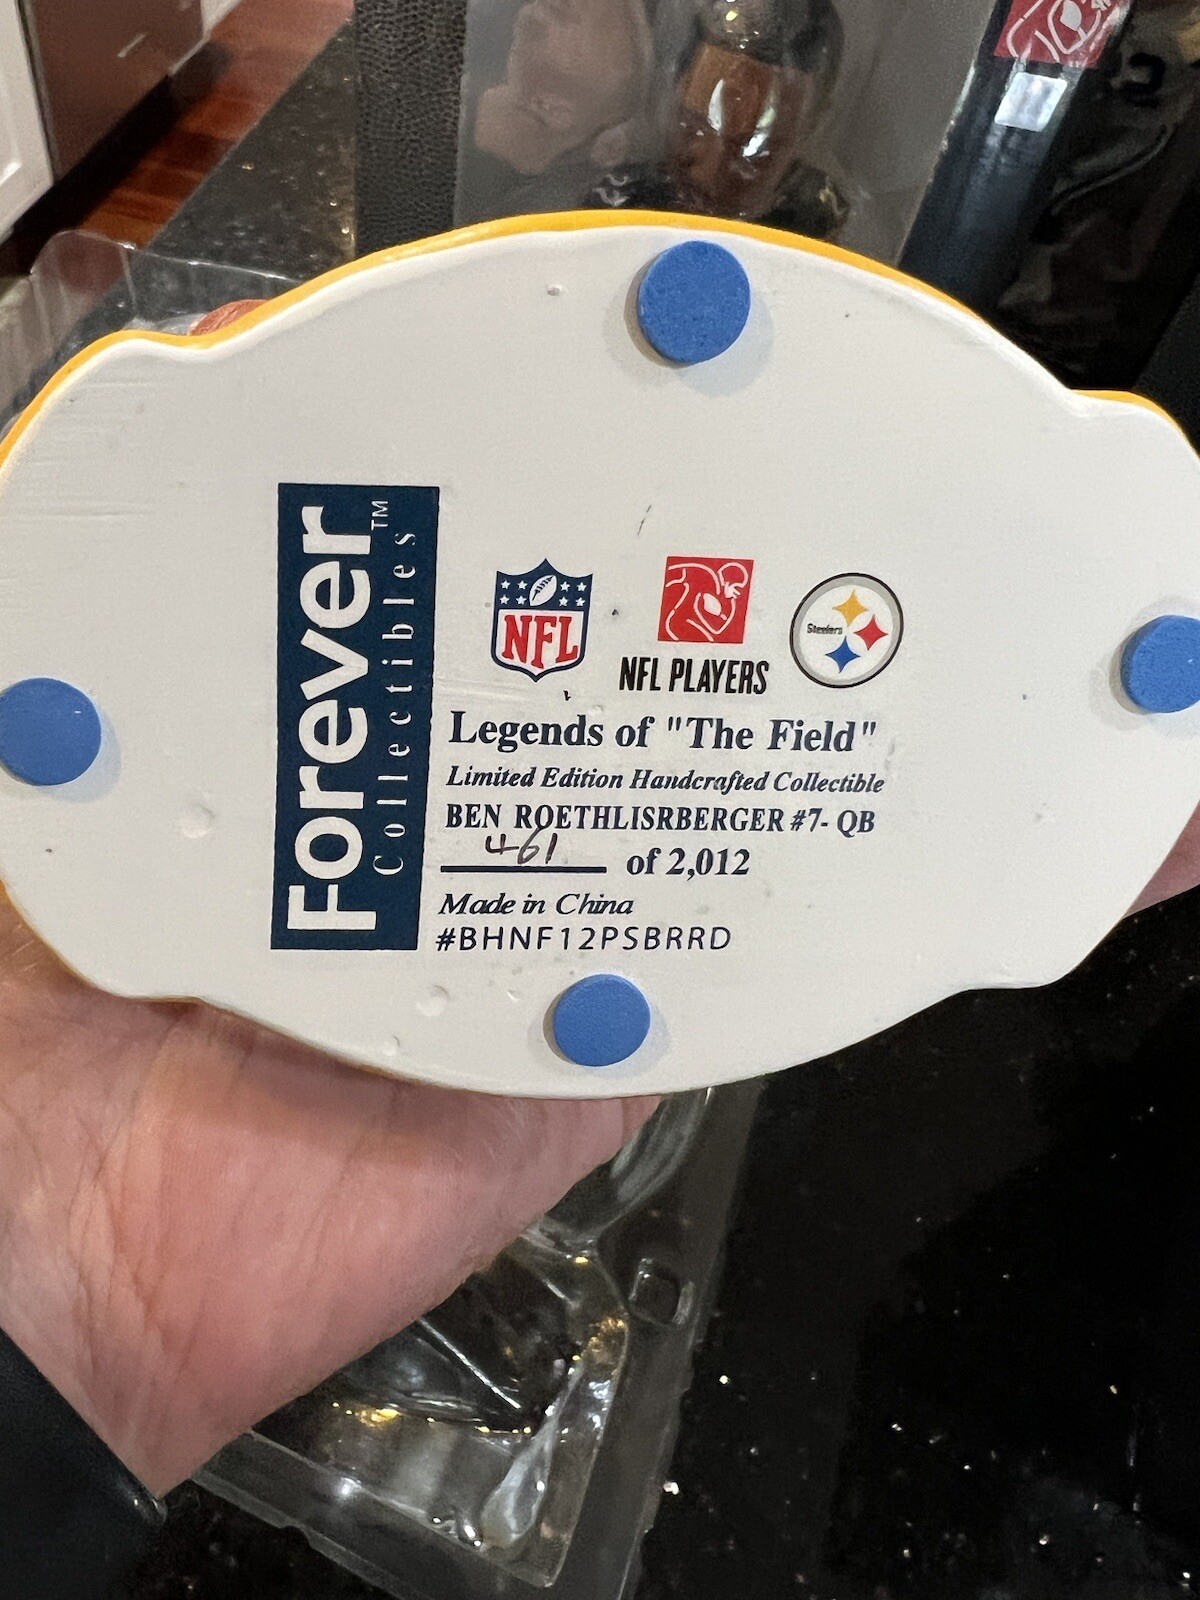 Forever™
Collectibles
NFL
NFL PLAYERS
Steelers
Legends of "The Field"
Limited Edition Handcrafted Collectible
BEN ROETHLISRBERGER #7- QB
461 of 2,012
Made in China
#BHNF12PSBRRD